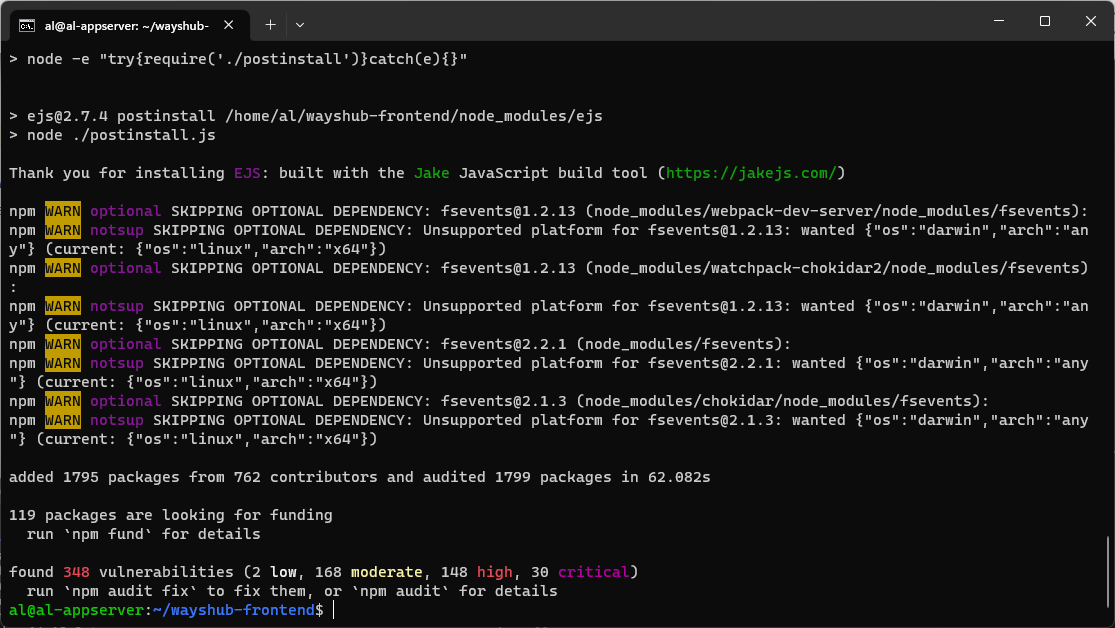 al@al-appserver: ~/wayshub-
> node -e "try{require('./postinstall')}catch(e){}"
> ejs@2.7.4 postinstall /home/al/wayshub-frontend/node_modules/ejs
> node ./postinstall.js
Thank you for installing EJS: built with the Jake JavaScript build tool (https://jakejs.com/)
npm WARN optional SKIPPING OPTIONAL DEPENDENCY: fsevents@1.2.13 (node_modules/webpack-dev-server/node_modules/fsevents):
npm WARN notsup SKIPPING OPTIONAL DEPENDENCY: Unsupported platform for fsevents@1.2.13: wanted {"os":"darwin","arch":"an
y"} (current: {"os":"linux","arch":"x64"})
npm WARN optional SKIPPING OPTIONAL DEPENDENCY: fsevents@1.2.13 (node_modules/watchpack-chokidar2/node_modules/fsevents)
:
npm WARN notsup SKIPPING OPTIONAL DEPENDENCY: Unsupported platform for fsevents@1.2.13: wanted {"os":"darwin","arch":"an
y"} (current: {"os":"linux","arch":"x64"})
npm WARN optional SKIPPING OPTIONAL DEPENDENCY: fsevents@2.2.1 (node_modules/fsevents):
npm WARN notsup SKIPPING OPTIONAL DEPENDENCY: Unsupported platform for fsevents@2.2.1: wanted {"os":"darwin","arch":"any
"} (current: {"os":"linux","arch":"x64"})
npm WARN optional SKIPPING OPTIONAL DEPENDENCY: fsevents@2.1.3 (node_modules/chokidar/node_modules/fsevents):
npm WARN notsup SKIPPING OPTIONAL DEPENDENCY: Unsupported platform for fsevents@2.1.3: wanted {"os":"darwin","arch":"any
"} (current: {"os":"linux","arch":"x64"})
added 1795 packages from 762 contributors and audited 1799 packages in 62.082s
119 packages are looking for funding
  run `npm fund` for details
found 348 vulnerabilities (2 low, 168 moderate, 148 high, 30 critical)
  run `npm audit fix` to fix them, or `npm audit` for details
al@al-appserver:~/wayshub-frontend$